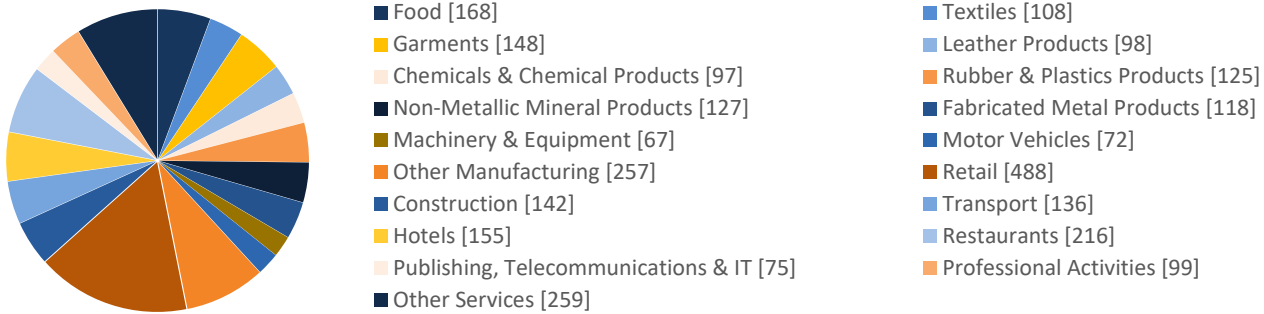 Food [168] Textiles [108]
Garments [148] Leather Products [98]
Chemicals & Chemical Products [97] Rubber & Plastics Products [125]
Non-Metallic Mineral Products [127] Fabricated Metal Products [118]
Machinery & Equipment [67] Motor Vehicles [72]
Other Manufacturing [257] Retail [488]
Construction [142] Transport [136]
Hotels [155] Restaurants [216]
Publishing, Telecommunications & IT [75] Professional Activities [99]
Other Services [259]